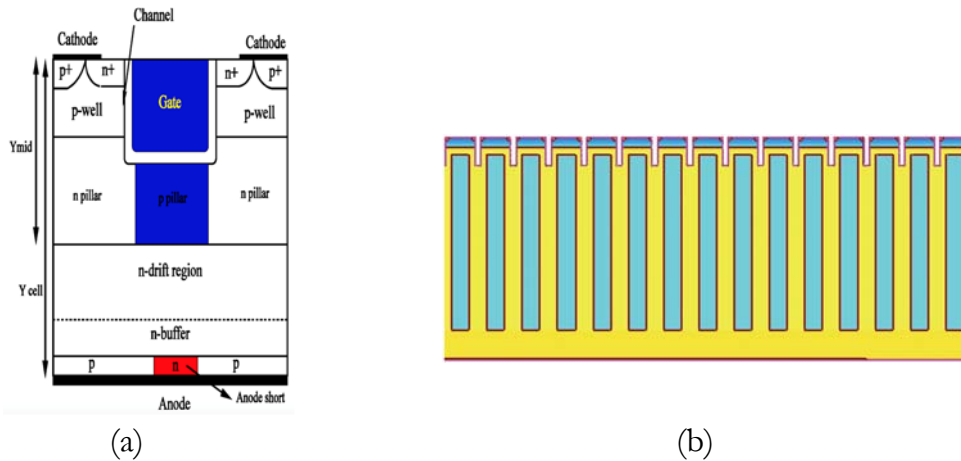 Channel
Cathode
Cathode
p+
n+
n+
p+
Gate
p-well
p-well
Ymid
n pillar
p pillar
n pillar
n-drift region
Y cell
n-buffer
p
n
p
Anode short
Anode
(a)
(b)